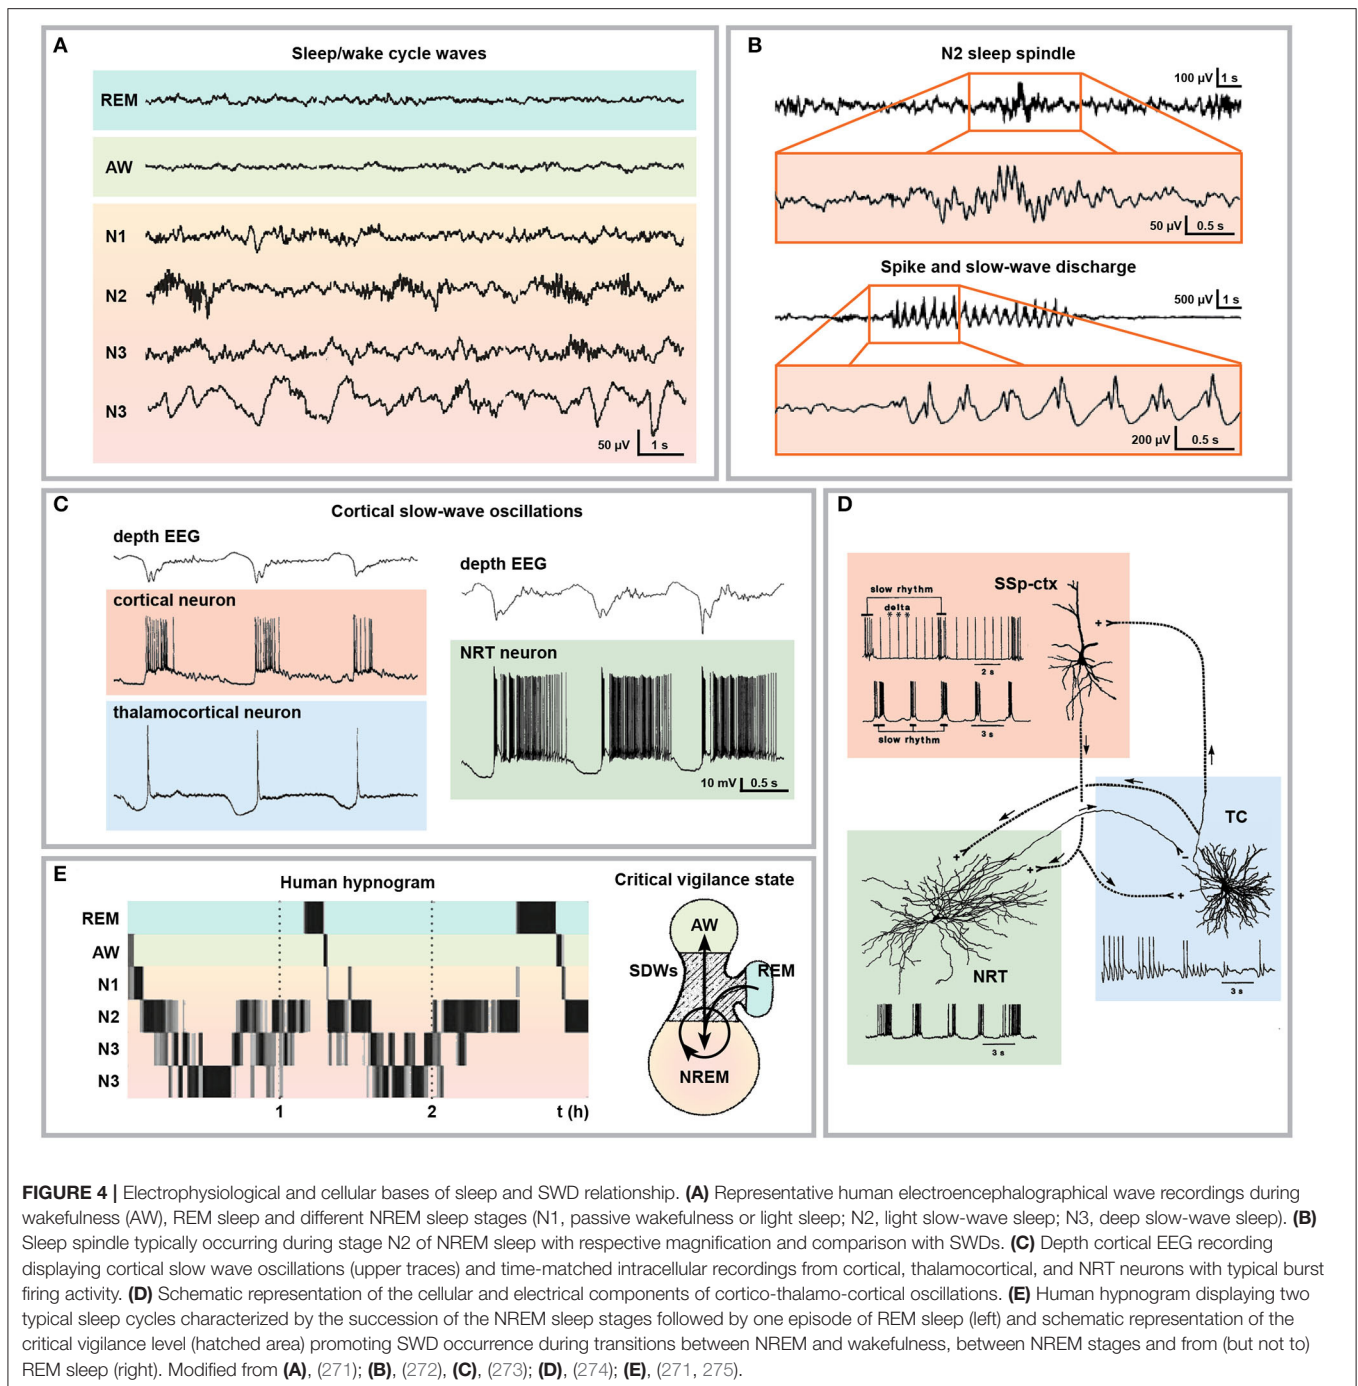 A
Sleep/wake cycle waves
REM
AW
N1
N2
N3
N3
50 µV
1 s
B
N2 sleep spindle
100 µV
1 s
50 µV
0.5 s
Spike and slow-wave discharge
500 µV
1 s
200 µV
0.5 s
C
Cortical slow-wave oscillations
depth EEG
cortical neuron
thalamocortical neuron
depth EEG
NRT neuron
10 mV
0.5 s
D
SSp-ctx
slow rhythm
delta
* * *
2 s
slow rhythm
3 s
+
TC
+
+
−
+
3 s
NRT
3 s
E
Human hypnogram
REM
AW
N1
N2
N3
N3
1
2
t (h)
Critical vigilance state
AW
SDWs
REM
NREM
FIGURE 4 | Electrophysiological and cellular bases of sleep and SWD relationship. (A) Representative human electroencephalographical wave recordings during
wakefulness (AW), REM sleep and different NREM sleep stages (N1, passive wakefulness or light sleep; N2, light slow-wave sleep; N3, deep slow-wave sleep). (B)
Sleep spindle typically occurring during stage N2 of NREM sleep with respective magnification and comparison with SWDs. (C) Depth cortical EEG recording
displaying cortical slow wave oscillations (upper traces) and time-matched intracellular recordings from cortical, thalamocortical, and NRT neurons with typical burst
firing activity. (D) Schematic representation of the cellular and electrical components of cortico-thalamo-cortical oscillations. (E) Human hypnogram displaying two
typical sleep cycles characterized by the succession of the NREM sleep stages followed by one episode of REM sleep (left) and schematic representation of the
critical vigilance level (hatched area) promoting SWD occurrence during transitions between NREM and wakefulness, between NREM stages and from (but not to)
REM sleep (right). Modified from (A), (271); (B), (272), (C), (273); (D), (274); (E), (271, 275).